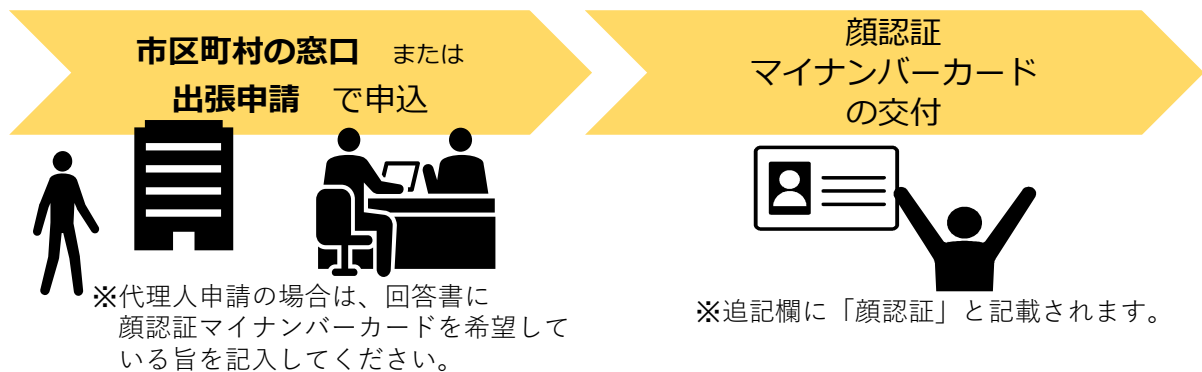 市区町村の窓口 または
出張申請 で申込
顔認証
マイナンバーカード
の交付
※代理人申請の場合は、回答書に
顔認証マイナンバーカードを希望して
いる旨を記入してください。
※追記欄に「顔認証」と記載されます。